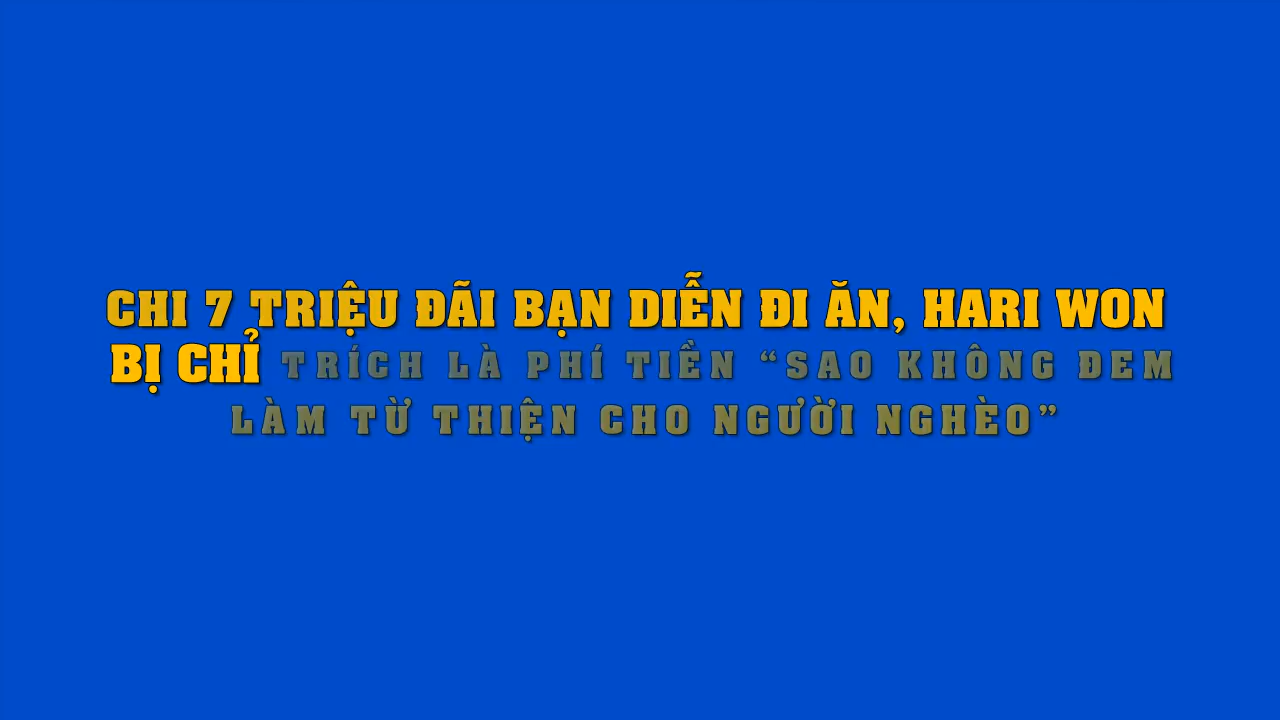 CHI 7 TRIỆU ĐÃI BẠN DIỄN ĐI ĂN, HARI WON
BỊ CHỈ TRÍCH LÀ PHÍ TIỀN “SAO KHÔNG ĐEM
LÀM TỪ THIỆN CHO NGƯỜI NGHÈO”